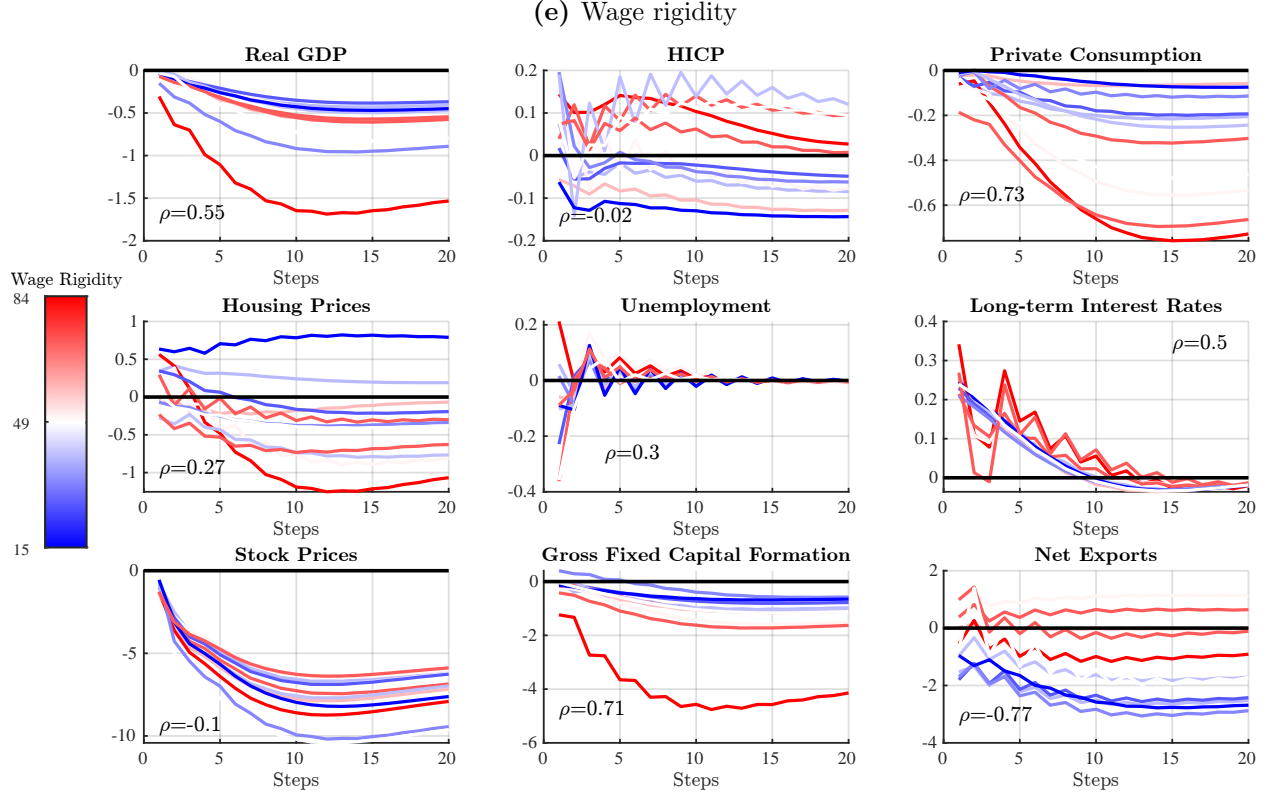 (e) Wage rigidity
Real GDP
0
-0.5
-1
-1.5
-2
ρ=0.55
0 5 10 15 20
Steps
HICP
0.2
0.1
0
-0.1
-0.2
ρ=-0.02
0 5 10 15 20
Steps
Private Consumption
0
-0.2
-0.4
-0.6
ρ=0.73
0 5 10 15 20
Steps
Wage Rigidity
84
49
15
Housing Prices
1
0.5
0
-0.5
-1
ρ=0.27
0 5 10 15 20
Steps
Unemployment
0.2
0
-0.2
-0.4
ρ=0.3
0 5 10 15 20
Steps
Long-term Interest Rates
0.4
0.3
0.2
0.1
0
ρ=0.5
0 5 10 15 20
Steps
Stock Prices
0
-5
-10
ρ=-0.1
0 5 10 15 20
Steps
Gross Fixed Capital Formation
0
-2
-4
-6
ρ=0.71
0 5 10 15 20
Steps
Net Exports
2
0
-2
-4
ρ=-0.77
0 5 10 15 20
Steps